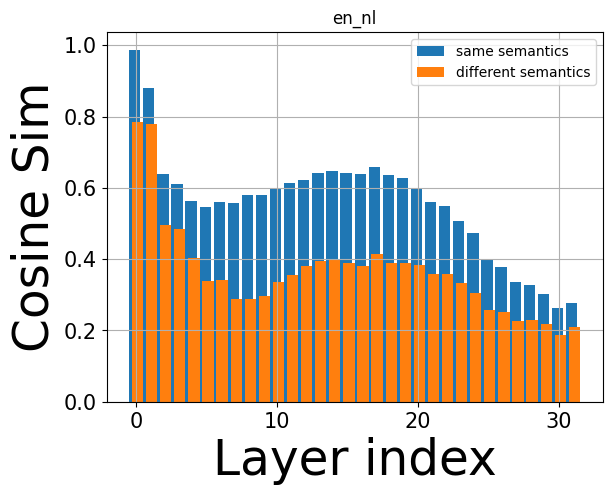 en_nl
same semantics
different semantics
Cosine Sim
1.0
0.8
0.6
0.4
0.2
0.0
0 10 20 30
Layer index